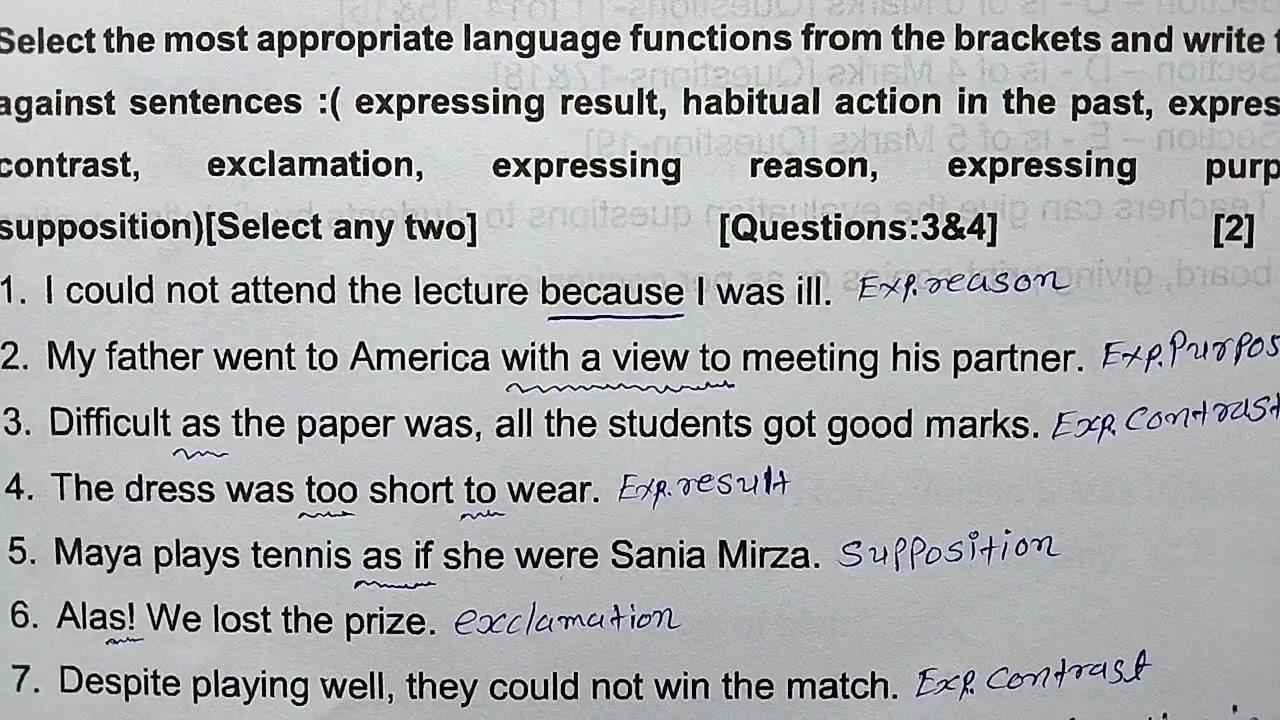 Select the most appropriate language functions from the brackets and write
against sentences :( expressing result, habitual action in the past, expres
contrast, exclamation, expressing reason, expressing purp
supposition)[Select any two] [Questions:3&4] [2]
1. I could not attend the lecture because I was ill. Exp. reason
2. My father went to America with a view to meeting his partner. Exp. Purpos
3. Difficult as the paper was, all the students got good marks. Exp. Contrast
4. The dress was too short to wear. Exp. result
5. Maya plays tennis as if she were Sania Mirza. Supposition
6. Alas! We lost the prize. exclamation
7. Despite playing well, they could not win the match. Exp. Contrast